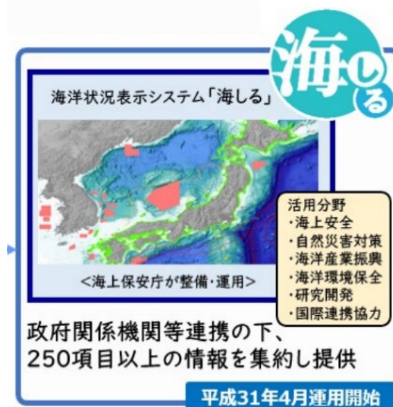 海しる
海洋状況表示システム「海しる」
活用分野
・海上安全
・自然災害対策
・海洋産業振興
・海洋環境保全
・研究開発
・国際連携協力
<海上保安庁が整備・運用>
政府関係機関等連携の下、
250項目以上の情報を集約し提供
平成31年4月運用開始